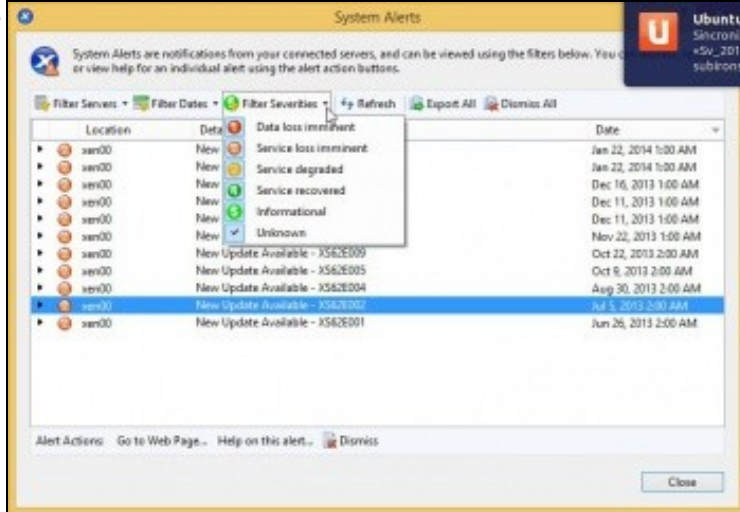 System Alerts
Ubuntu
Sincroni
«Sv_201
subirons
System Alerts are notifications from your connected servers, and can be viewed using the filters below. You c
or view help for an individual alert using the alert action buttons.
Filter Servers Filter Dates Filter Severities Refresh Export All Dismiss All
Location Deta Date
Data loss imminent
xen00 New Jan 22, 2014 1:00 AM
Service loss imminent
xen00 New Jan 22, 2014 1:00 AM
Service degraded
xen00 New Dec 16, 2013 1:00 AM
Service recovered
xen00 New Dec 11, 2013 1:00 AM
Informational
xen00 New Dec 11, 2013 1:00 AM
Unknown
xen00 New Nov 22, 2013 1:00 AM
xen00 New Update Available - XS62E009 Oct 22, 2013 2:00 AM
xen00 New Update Available - XS62E005 Oct 9, 2013 2:00 AM
xen00 New Update Available - XS62E004 Aug 30, 2013 2:00 AM
xen00 New Update Available - XS62E002 Jul 5, 2013 2:00 AM
xen00 New Update Available - XS62E001 Jun 26, 2013 2:00 AM
Alert Actions: Go to Web Page... Help on this alert... Dismiss
Close